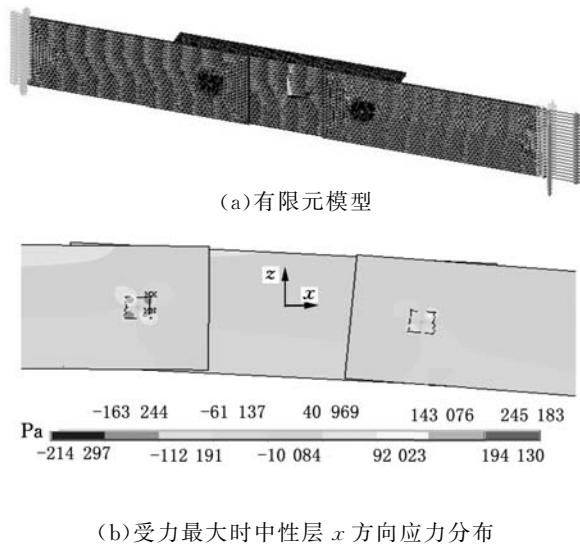 (a)有限元模型
z
x
-163 244 -61 137 40 969 143 076 245 183
Pa
-214 297 -112 191 -10 084 92 023 194 130
(b)受力最大时中性层 x 方向应力分布